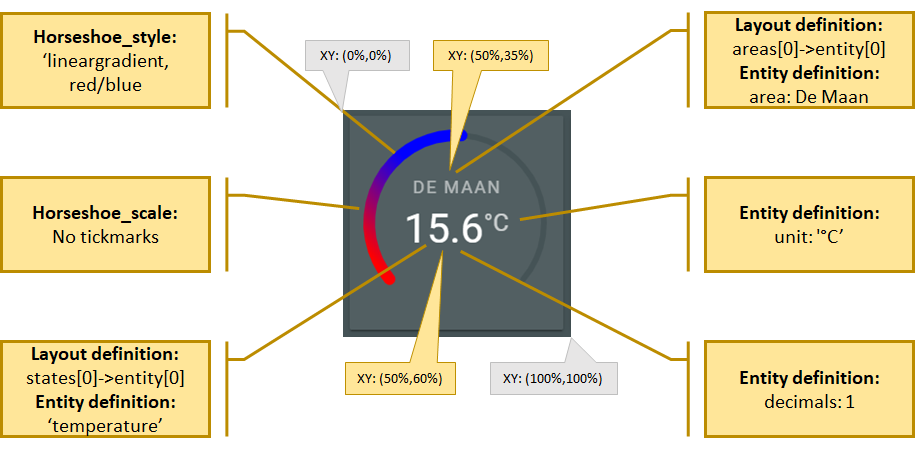 Horseshoe_style:
‘lineargradient,
red/blue
XY: (0%,0%)
XY: (50%,35%)
Layout definition:
areas[0]->entity[0]
Entity definition:
area: De Maan
Horseshoe_scale:
No tickmarks
DE MAAN
15.6°C
Entity definition:
unit: '°C’
Layout definition:
states[0]->entity[0]
Entity definition:
‘temperature’
XY: (50%,60%)
XY: (100%,100%)
Entity definition:
decimals: 1